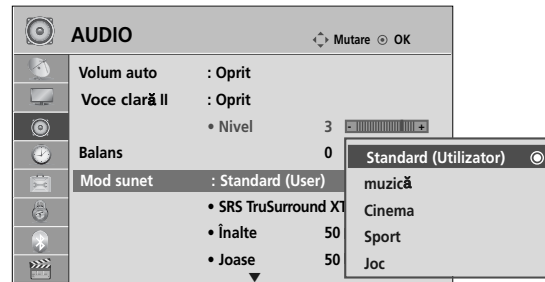 AUDIO
Mutare OK
Volum auto : Oprit
Voce clară II : Oprit
• Nivel 3 - +
Balans 0
Mod sunet : Standard (User)
• SRS TruSurround XT
• Înalte 50
• Joase 50
Standard (Utilizator)
muzică
Cinema
Sport
Joc